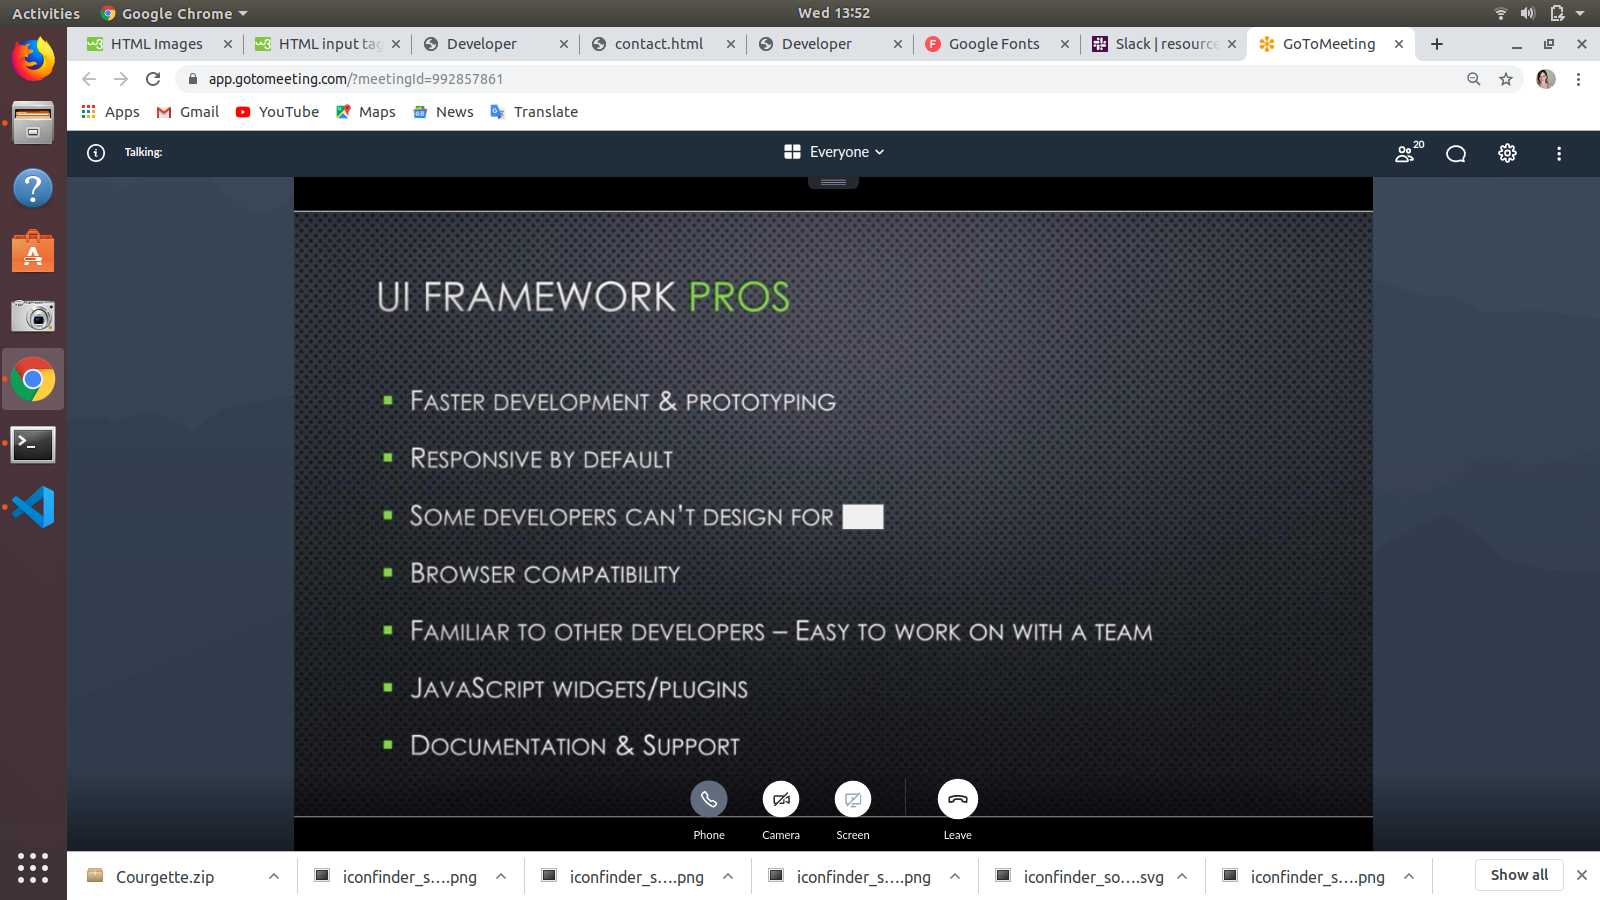 Activities Google Chrome Wed 13:52
HTML Images HTML input tag Developer contact.html Developer Google Fonts Slack | resource GoToMeeting
app.gotomeeting.com/?meetingId=992857861
Apps Gmail YouTube Maps News Translate
Talking: Everyone 20
UI FRAMEWORK PROS
FASTER DEVELOPMENT & PROTOTYPING
RESPONSIVE BY DEFAULT
SOME DEVELOPERS CAN'T DESIGN FOR
BROWSER COMPATIBILITY
FAMILIAR TO OTHER DEVELOPERS – EASY TO WORK ON WITH A TEAM
JAVASCRIPT WIDGETS/PLUGINS
DOCUMENTATION & SUPPORT
Phone Camera Screen Leave
Courgette.zip iconfinder_s....png iconfinder_s....png iconfinder_s....png iconfinder_so....svg iconfinder_s....png Show all